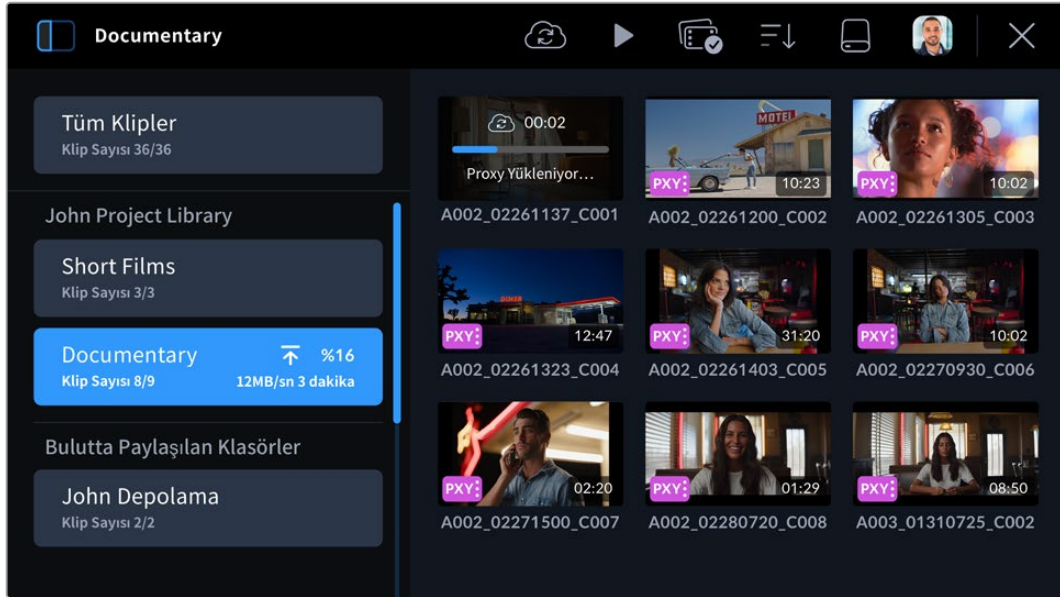 Documentary
Tüm Klipler
Klip Sayısı 36/36
John Project Library
Short Films
Klip Sayısı 3/3
Documentary %16
Klip Sayısı 8/9 12MB/sn 3 dakika
Bulutta Paylaşılan Klasörler
John Depolama
Klip Sayısı 2/2
00:02
Proxy Yükleniyor...
A002_02261137_C001
MOTEL
PXY 10:23
A002_02261200_C002
PXY 10:02
A002_02261305_C003
DINER
PXY 12:47
A002_02261323_C004
PXY 31:20
A002_02261403_C005
PXY 10:02
A002_02270930_C006
PXY 02:20
A002_02271500_C007
PXY 01:29
A002_02280720_C008
PXY 08:50
A003_01310725_C002